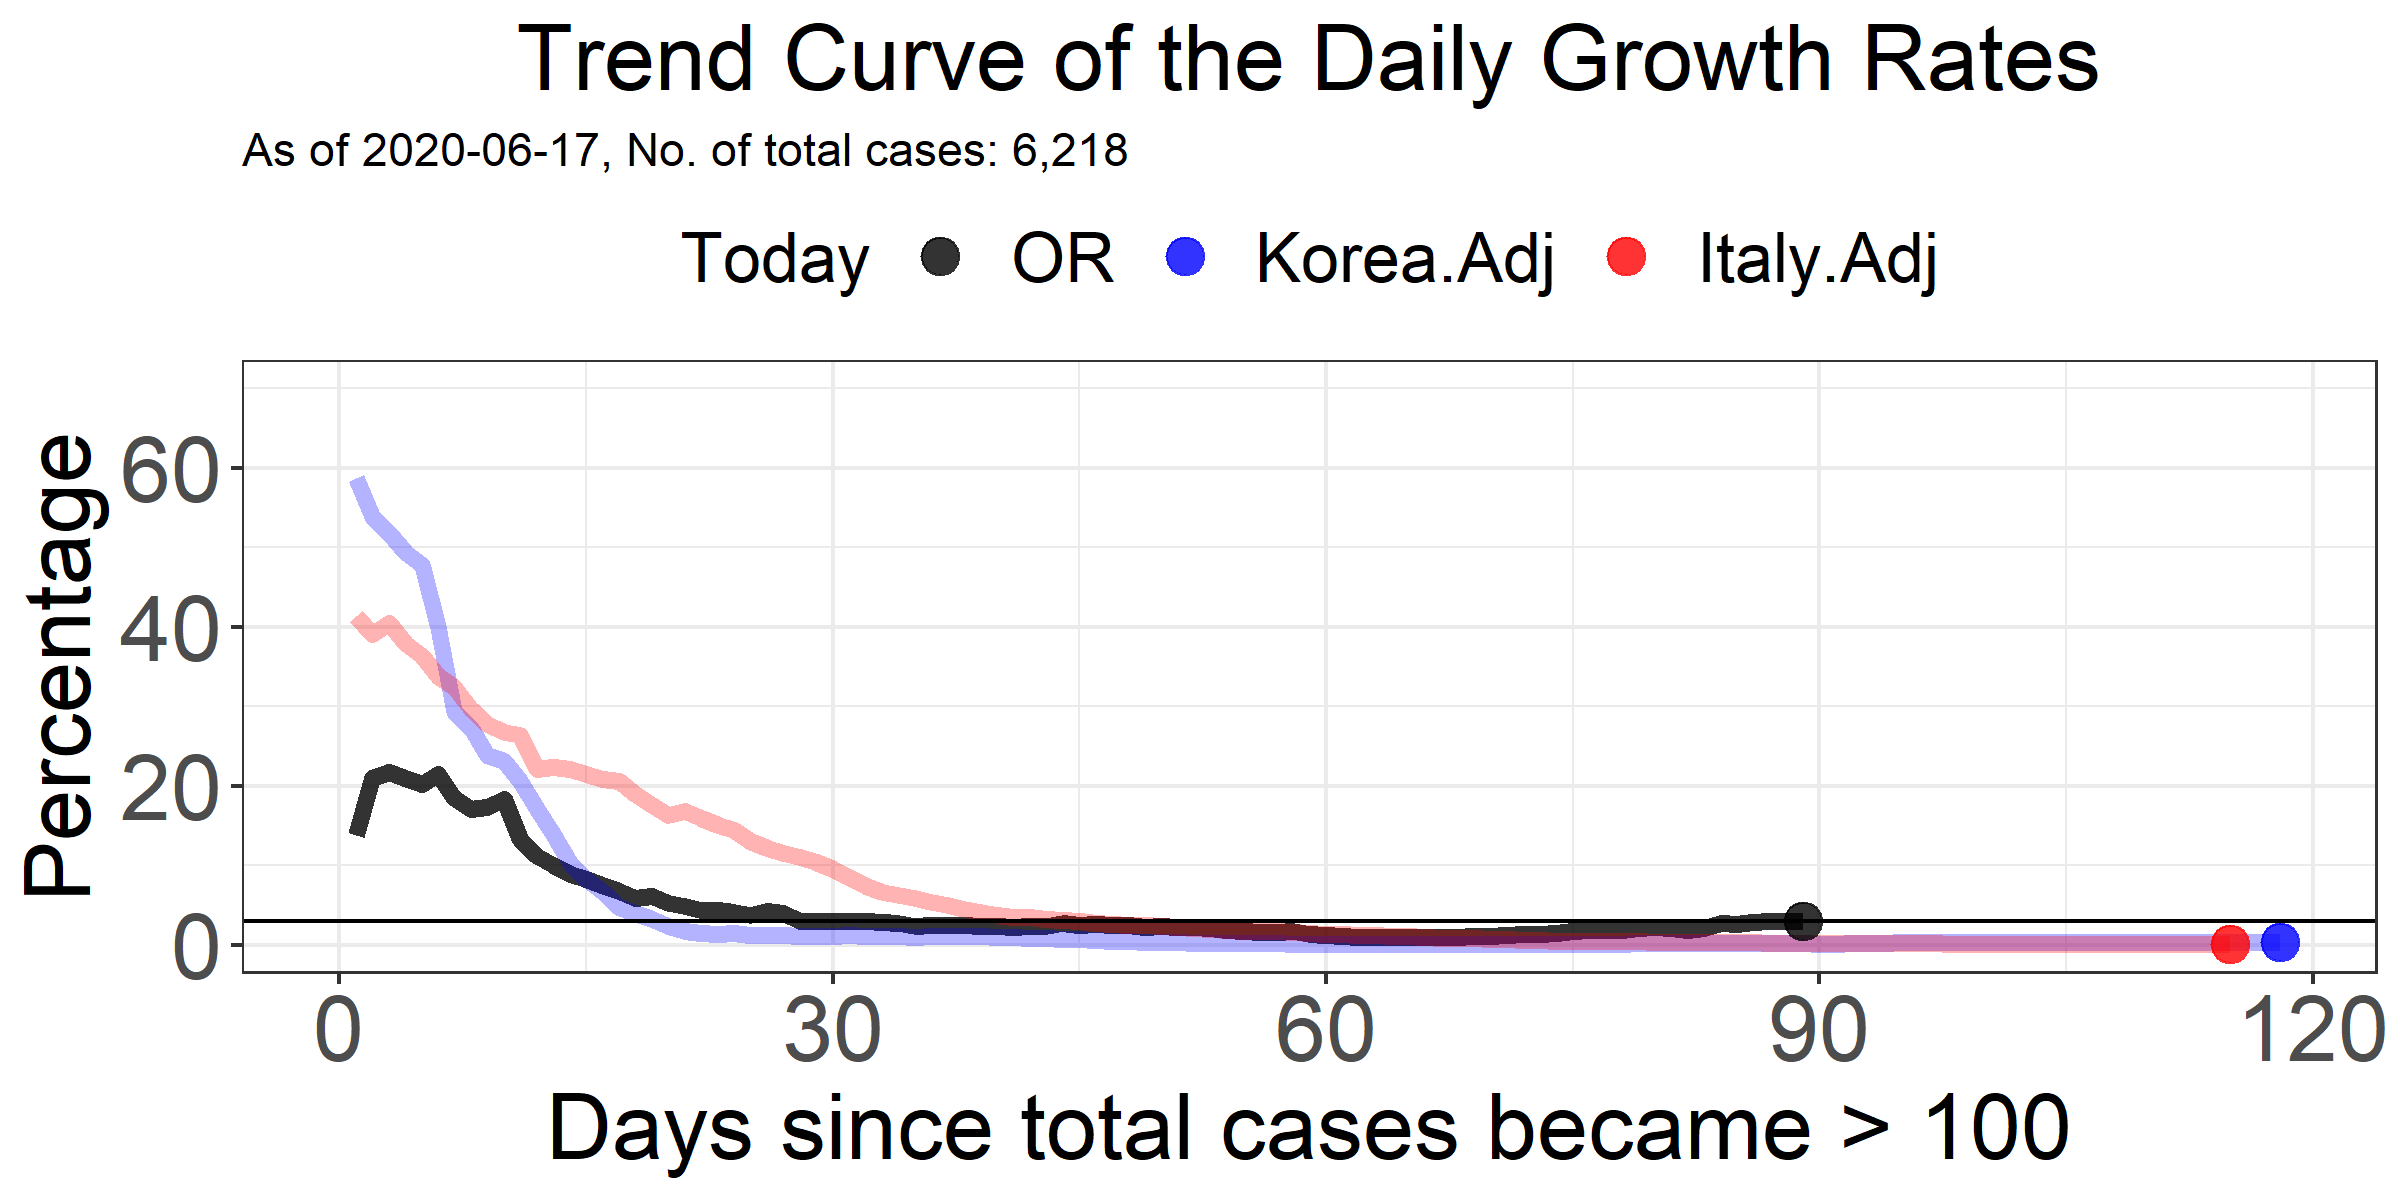 Trend Curve of the Daily Growth Rates
As of 2020-06-17, No. of total cases: 6,218
Today OR Korea.Adj Italy.Adj
Percentage
60
40
20
0
0 30 60 90 120
Days since total cases became > 100